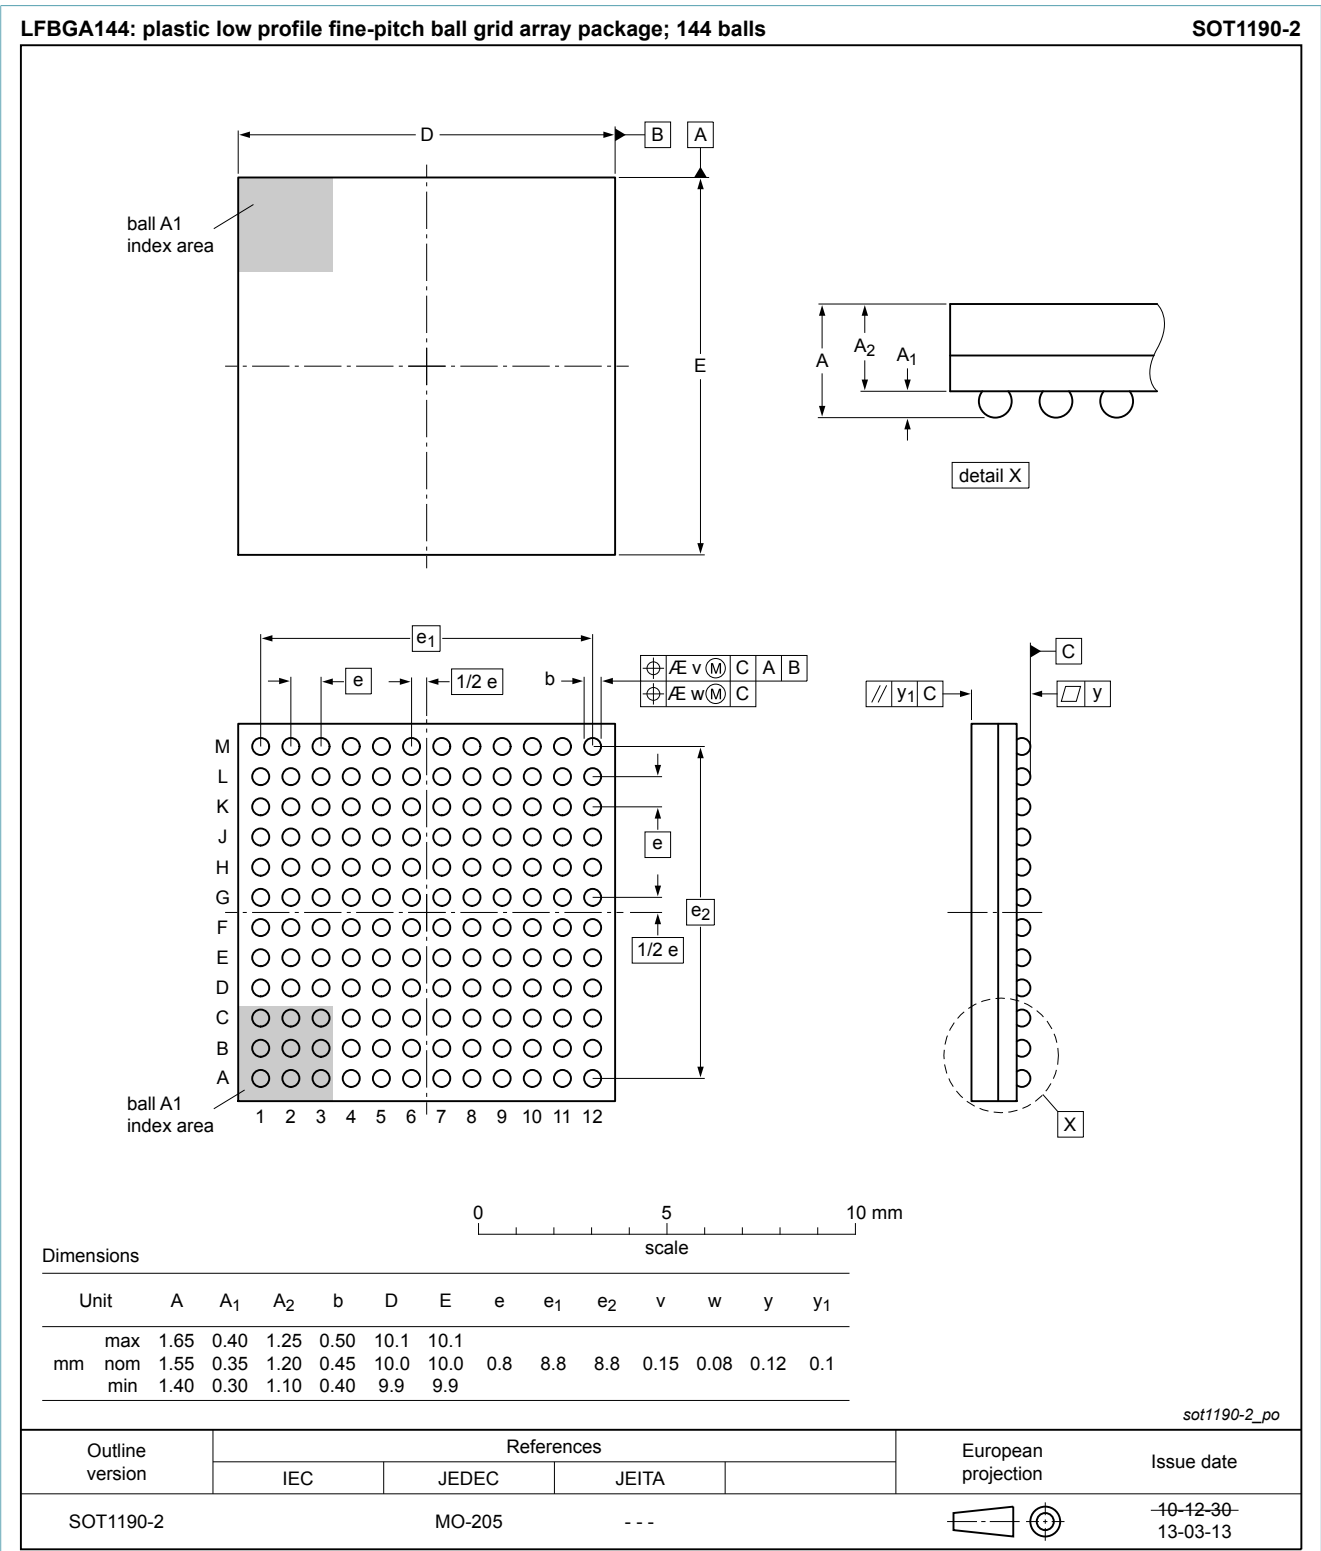 LFBGA144: plastic low profile fine-pitch ball grid array package; 144 balls SOT1190-2
D B A
ball A1
index area
E
A A2 A1
detail X
e1
e 1/2 e b Æ v Ⓜ C A B
Æ w Ⓜ C
C
// y1 C
y
M
L
K
J
H
G
F
E
D
C
B
A
e
e2
1/2 e
ball A1
index area
1 2 3 4 5 6 7 8 9 10 11 12
X
0 5 10 mm
scale
Dimensions
Unit A A1 A2 b D E e e1 e2 v w y y1
max 1.65 0.40 1.25 0.50 10.1 10.1
mm nom 1.55 0.35 1.20 0.45 10.0 10.0 0.8 8.8 8.8 0.15 0.08 0.12 0.1
min 1.40 0.30 1.10 0.40 9.9 9.9
sot1190-2_po
Outline
version
References
IEC JEDEC JEITA
European
projection
Issue date
SOT1190-2 MO-205 - - -
10-12-30
13-03-13